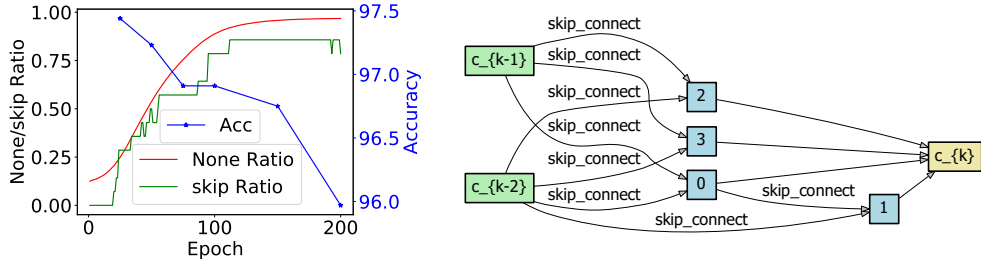 None/skip Ratio
1.00
0.75
0.50
0.25
0.00
0
100
200
Epoch
97.5
97.0
96.5
96.0
Accuracy
Acc
None Ratio
skip Ratio
c_{k-1}
c_{k-2}
skip_connect
skip_connect
skip_connect
skip_connect
skip_connect
skip_connect
skip_connect
skip_connect
2
3
0
1
c_{k}